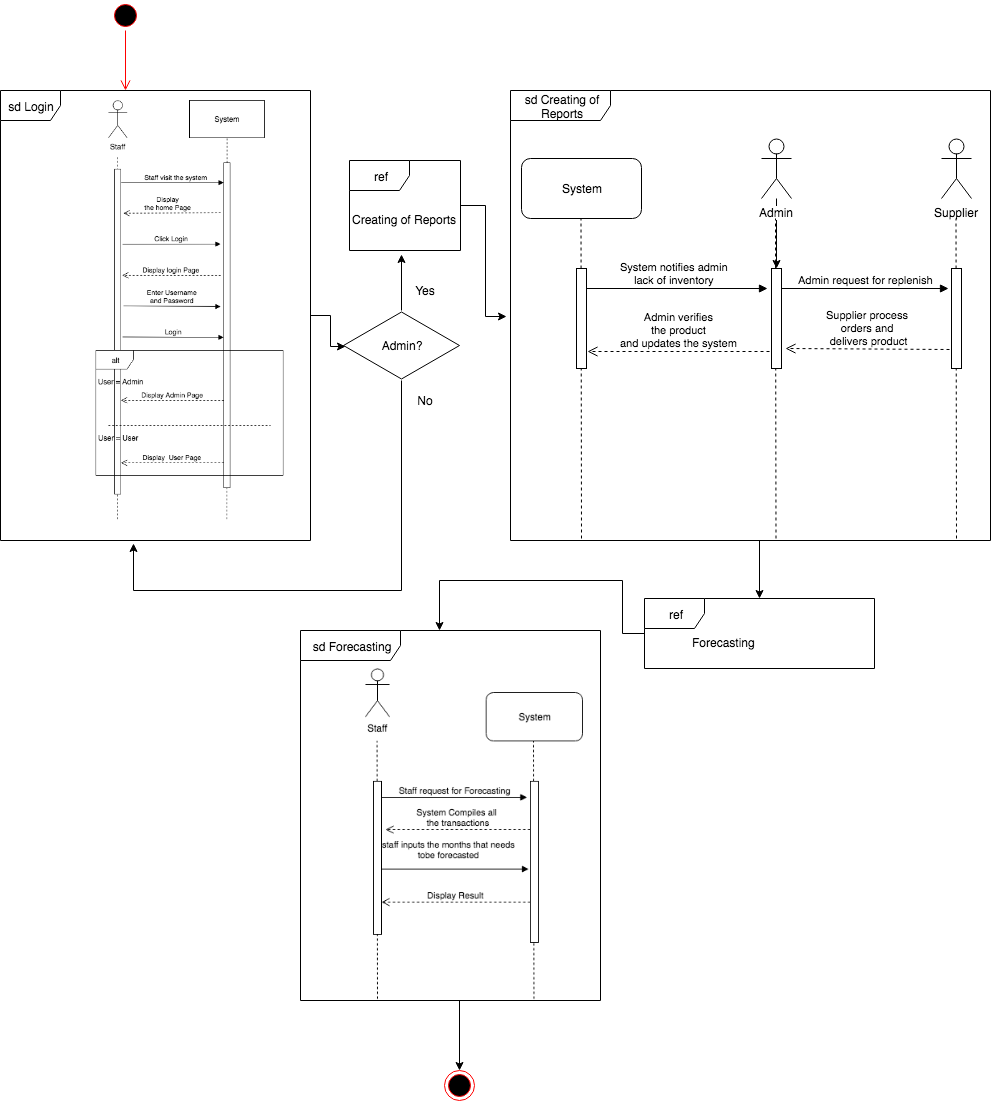 sd Login
Staff
System
Staff visit the system
Display
the home Page
Click Login
Display login Page
Enter Username
and Password
Login
alt
User = Admin
Display Admin Page
User = User
Display User Page
ref
Creating of Reports
Yes
Admin?
No
sd Creating of
Reports
System
Admin
Supplier
System notifies admin
lack of inventory
Admin request for replenish
Admin verifies
the product
and updates the system
Supplier process
orders and
delivers product
ref
Forecasting
sd Forecasting
Staff
System
Staff request for Forecasting
System Compiles all
the transactions
staff inputs the months that needs
tobe forecasted
Display Result